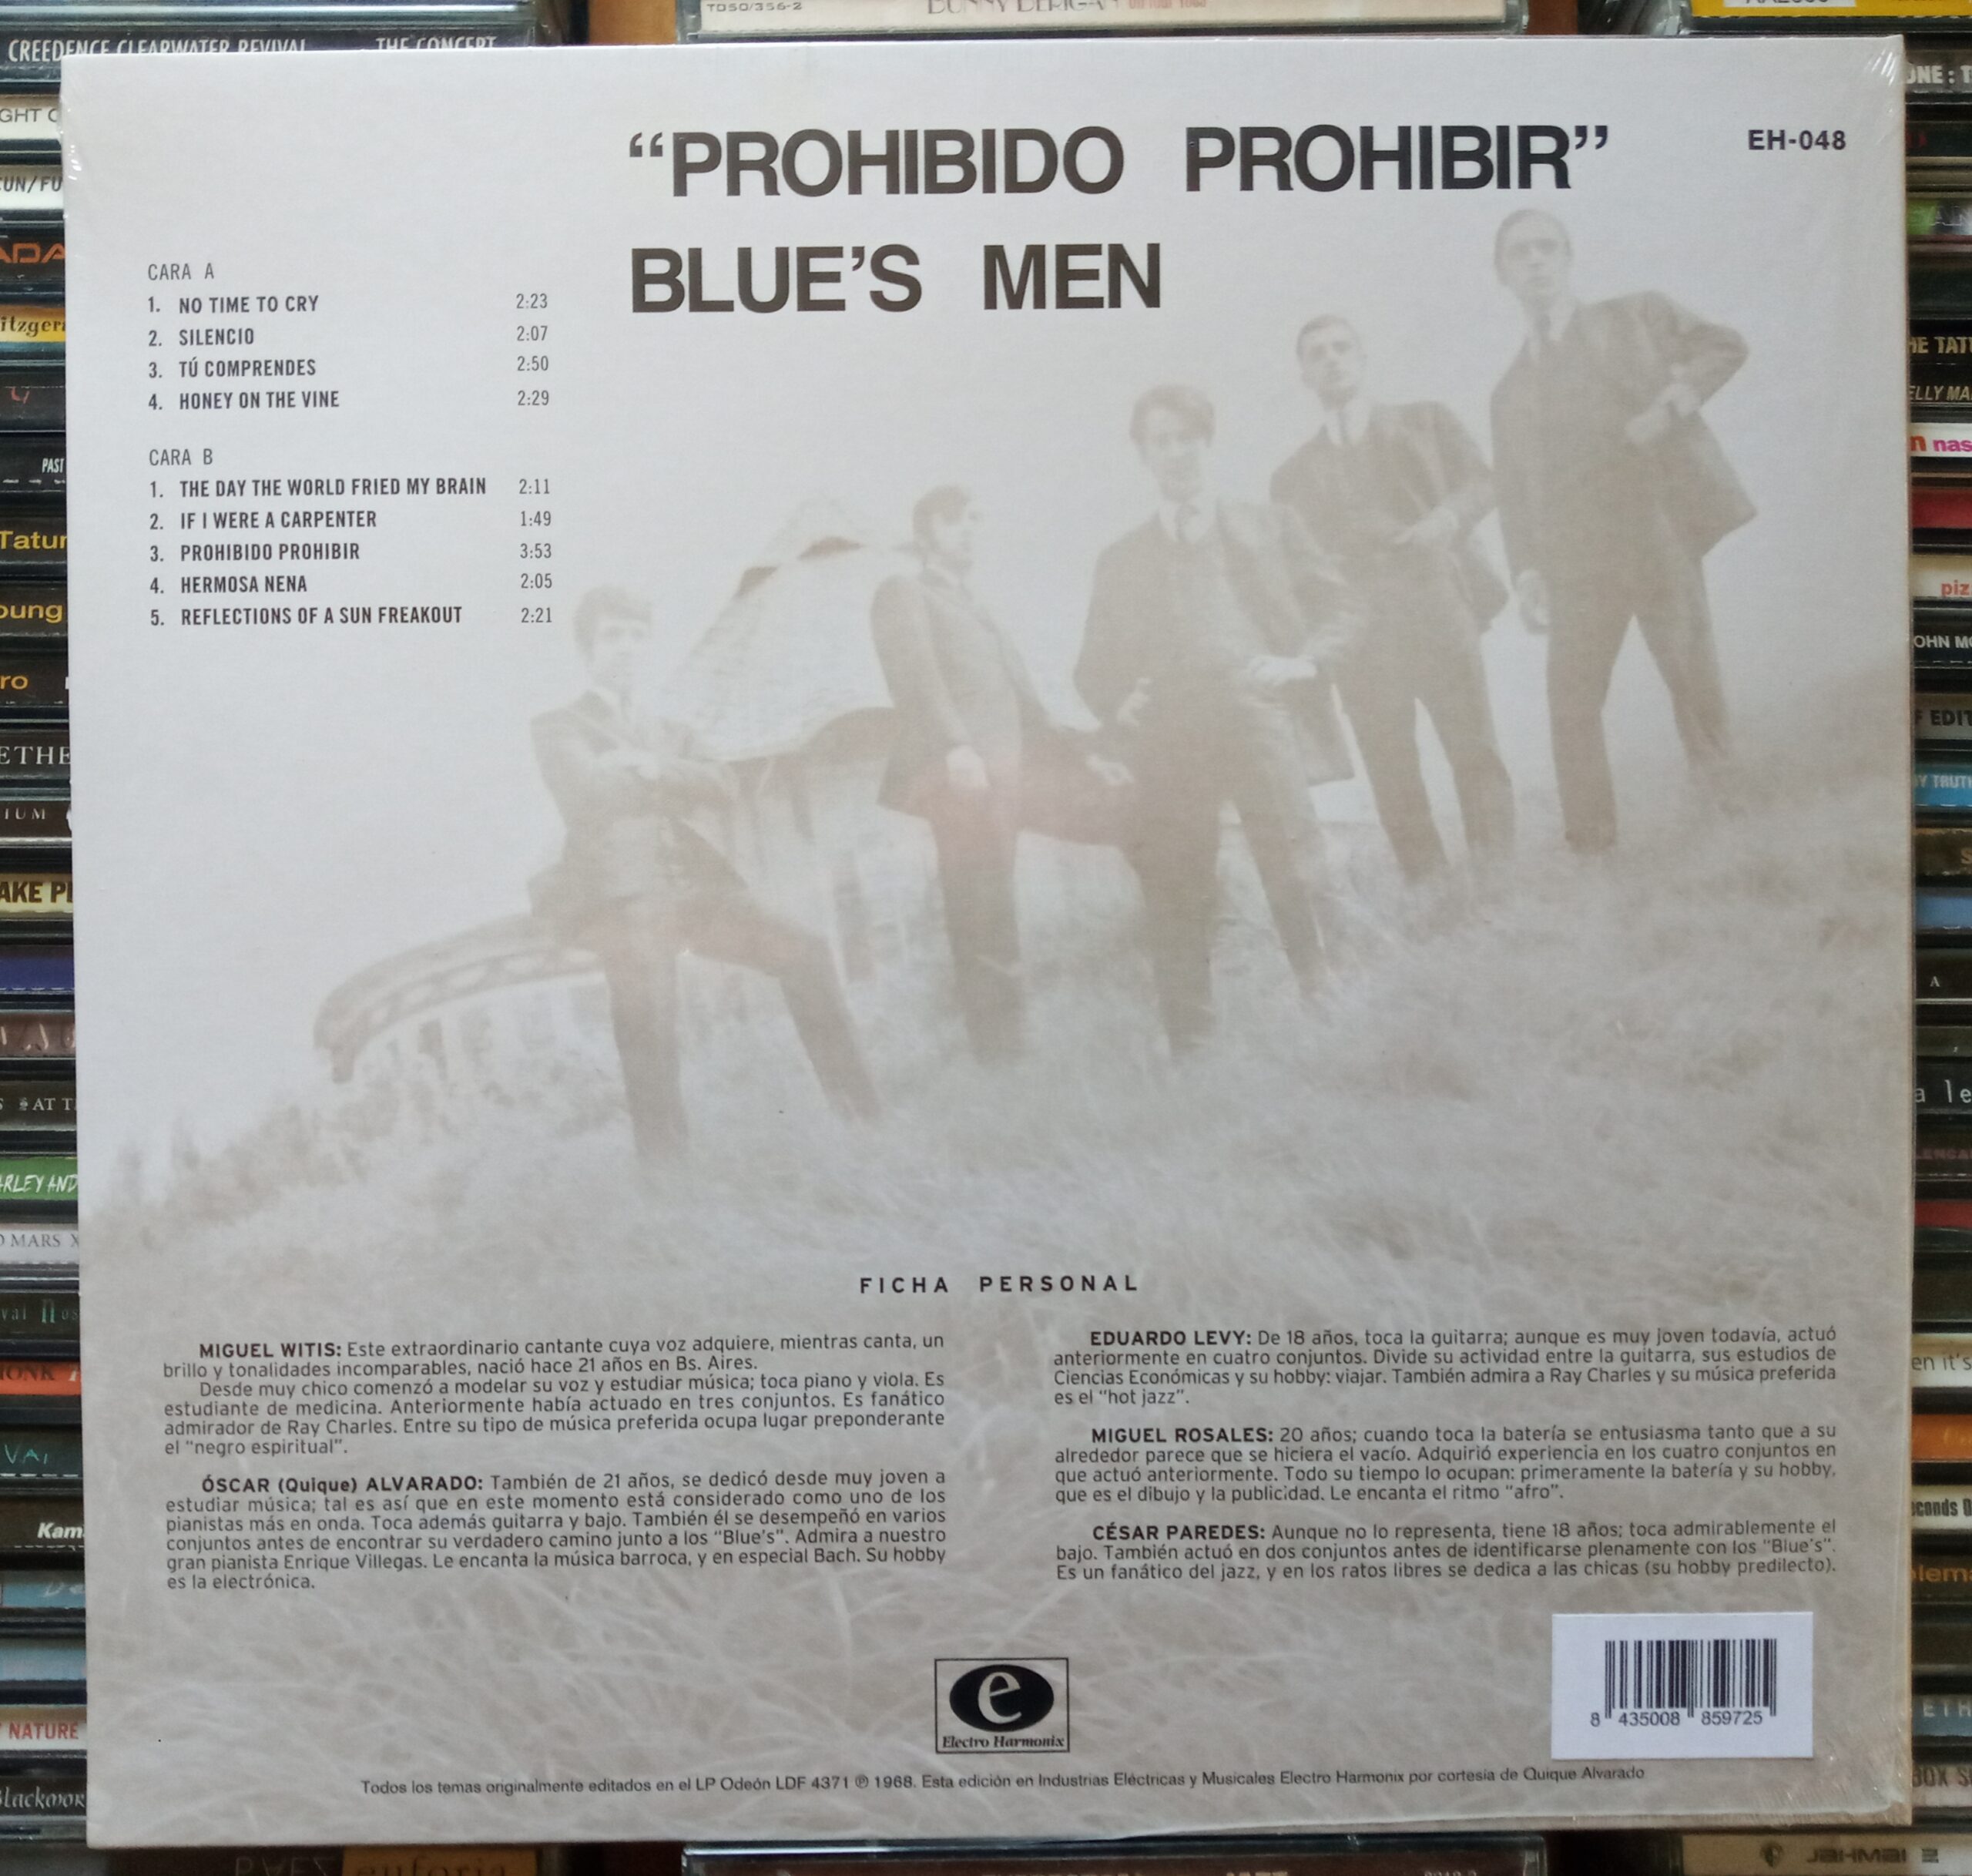 CREEDENCE CLEARWATER REVIVAL THE CONCERT
TD50/356-2
“PROHIBIDO PROHIBIR”
BLUE’S MEN
EH-048
CARA A
1. NO TIME TO CRY 2:23
2. SILENCIO 2:07
3. TÚ COMPRENDES 2:50
4. HONEY ON THE VINE 2:29
CARA B
1. THE DAY THE WORLD FRIED MY BRAIN 2:11
2. IF I WERE A CARPENTER 1:49
3. PROHIBIDO PROHIBIR 3:53
4. HERMOSA NENA 2:05
5. REFLECTIONS OF A SUN FREAKOUT 2:21
FICHA PERSONAL
MIGUEL WITIS: Este extraordinario cantante cuya voz adquiere, mientras canta, un
brillo y tonalidades incomparables, nació hace 21 años en Bs. Aires.
Desde muy chico comenzó a modelar su voz y estudiar música; toca piano y viola. Es
estudiante de medicina. Anteriormente había actuado en tres conjuntos. Es fanático
admirador de Ray Charles. Entre su tipo de música preferida ocupa lugar preponderante
el “negro espiritual”.
ÓSCAR (Quique) ALVARADO: También de 21 años, se dedicó desde muy joven a
estudiar música; tal es así que en este momento está considerado como uno de los
pianistas más en onda. Toca además guitarra y bajo. También él se desempeñó en varios
conjuntos antes de encontrar su verdadero camino junto a los “Blue’s”. Admira a nuestro
gran pianista Enrique Villegas. Le encanta la música barroca, y en especial Bach. Su hobby
es la electrónica.
EDUARDO LEVY: De 18 años, toca la guitarra; aunque es muy joven todavía, actuó
anteriormente en cuatro conjuntos. Divide su actividad entre la guitarra, sus estudios de
Ciencias Económicas y su hobby: viajar. También admira a Ray Charles y su música preferida
es el “hot jazz”.
MIGUEL ROSALES: 20 años; cuando toca la batería se entusiasma tanto que a su
alrededor parece que se hiciera el vacío. Adquirió experiencia en los cuatro conjuntos en
que actuó anteriormente. Todo su tiempo lo ocupan: primeramente la batería y su hobby,
que es el dibujo y la publicidad. Le encanta el ritmo “afro”.
CÉSAR PAREDES: Aunque no lo representa, tiene 18 años; toca admirablemente el
bajo. También actuó en dos conjuntos antes de identificarse plenamente con los “Blue’s”.
Es un fanático del jazz, y en los ratos libres se dedica a las chicas (su hobby predilecto).
e
Electro Harmonix
8 435008 859725
Todos los temas originalmente editados en el LP Odeón LDF 4371 ℗ 1968. Esta edición en Industrias Eléctricas y Musicales Electro Harmonix por cortesía de Quique Alvarado